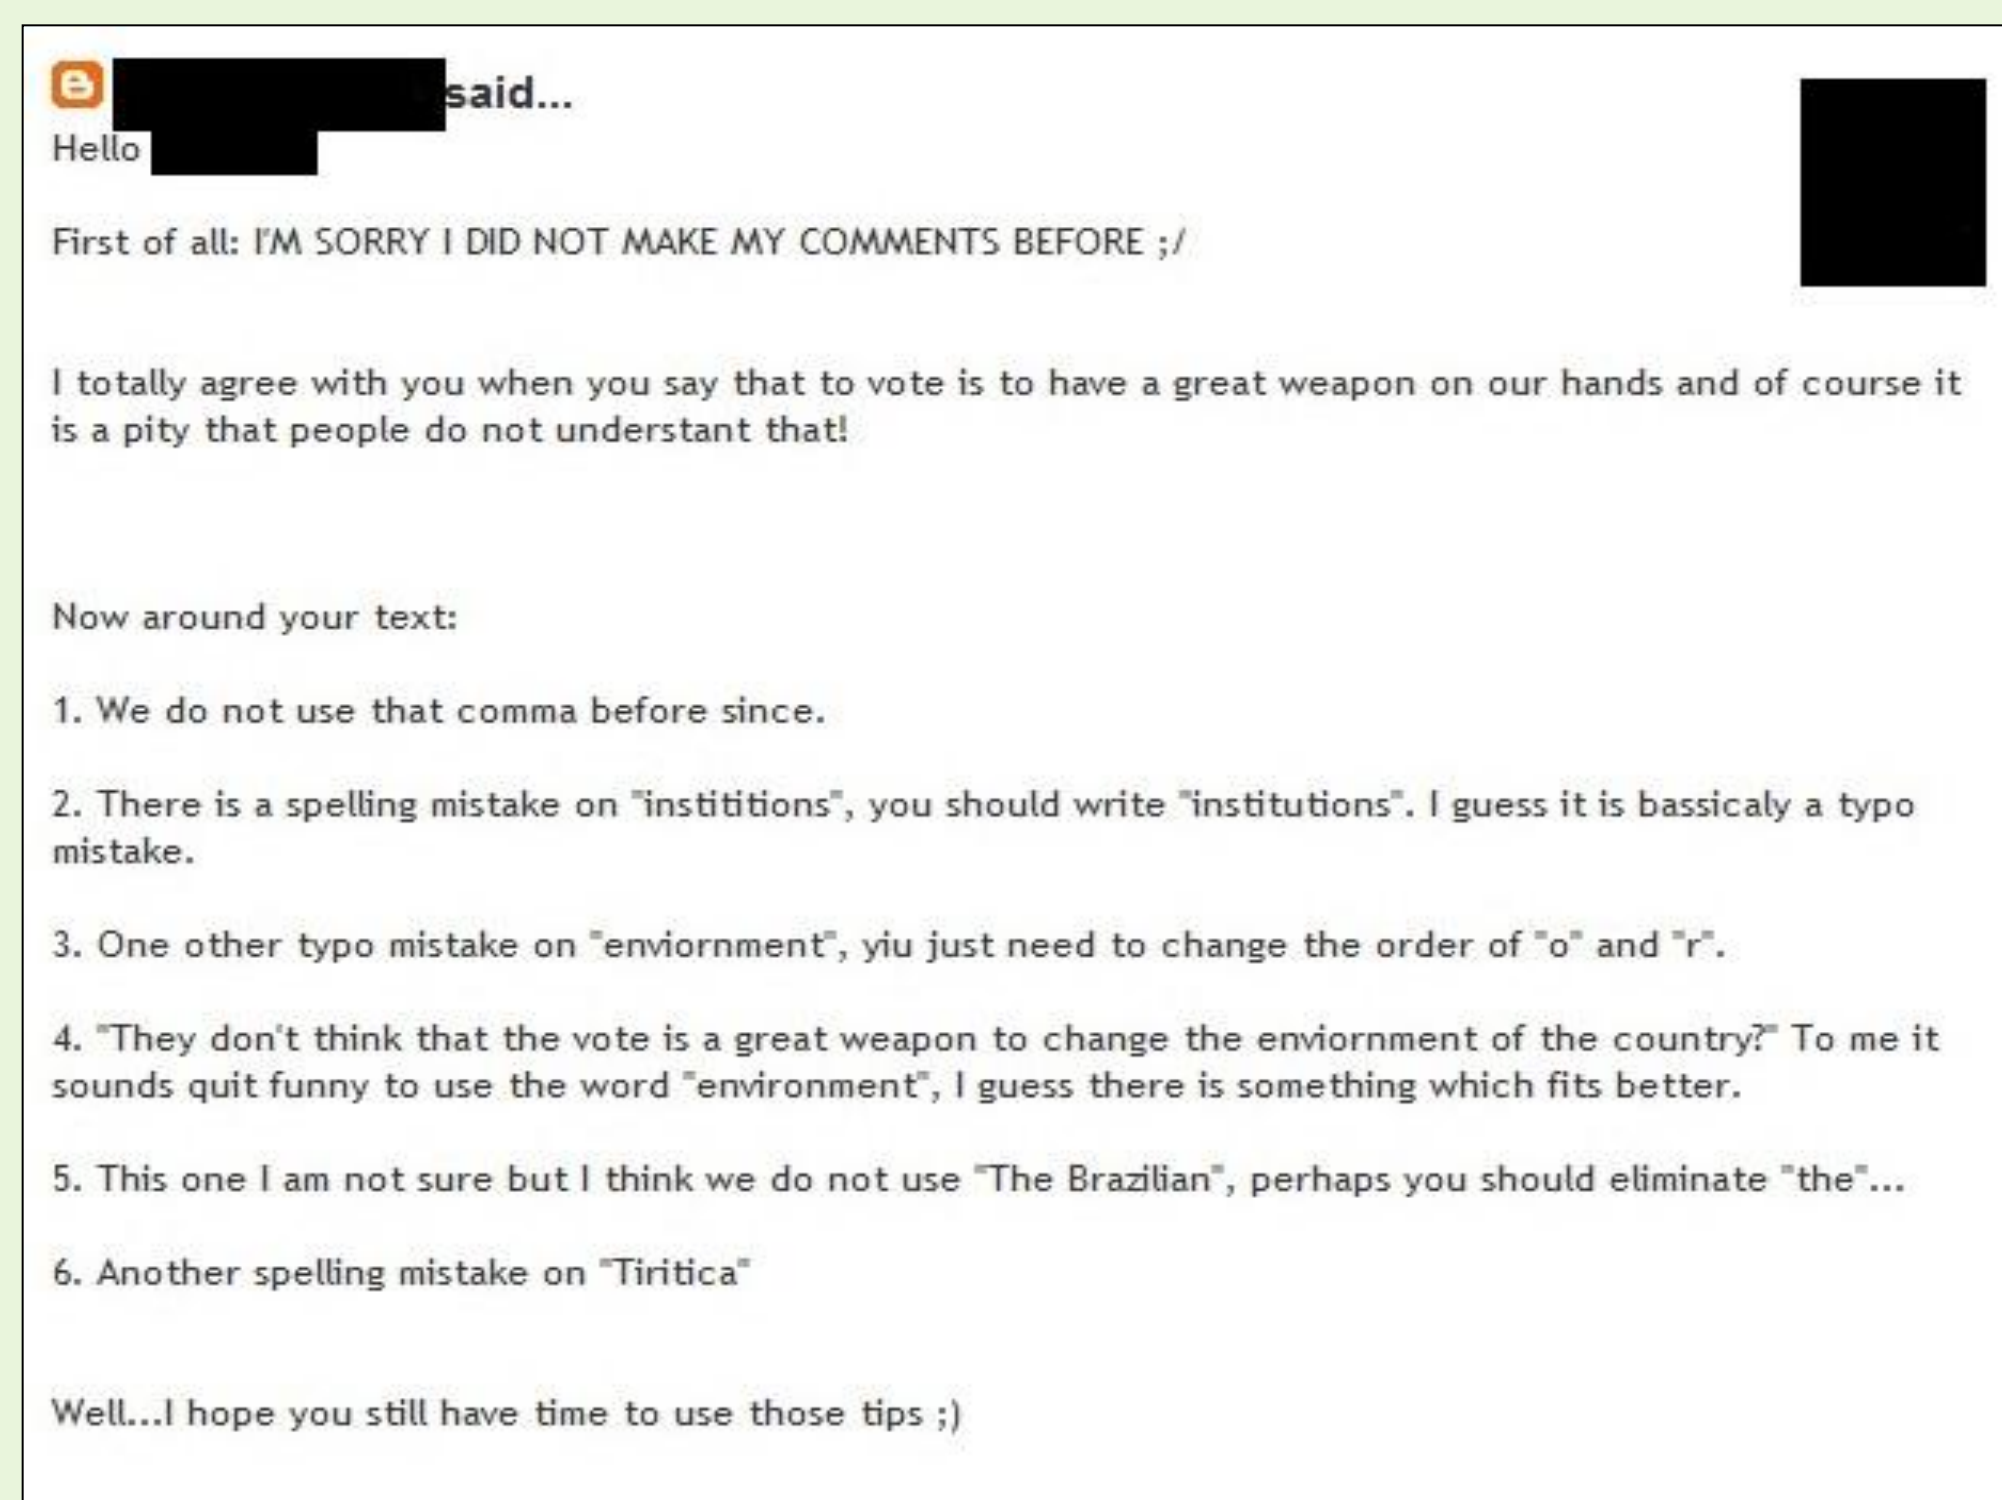 said...
Hello
First of all: I'M SORRY I DID NOT MAKE MY COMMENTS BEFORE ;/
I totally agree with you when you say that to vote is to have a great weapon on our hands and of course it
is a pity that people do not understant that!
Now around your text:
1. We do not use that comma before since.
2. There is a spelling mistake on "instititions", you should write "institutions". I guess it is bassicaly a typo
mistake.
3. One other typo mistake on "enviornment", yiu just need to change the order of "o" and "r".
4. "They don't think that the vote is a great weapon to change the enviornment of the country?" To me it
sounds quit funny to use the word "environment", I guess there is something which fits better.
5. This one I am not sure but I think we do not use "The Brazilian", perhaps you should eliminate "the"...
6. Another spelling mistake on "Tiritica"
Well...I hope you still have time to use those tips ;)